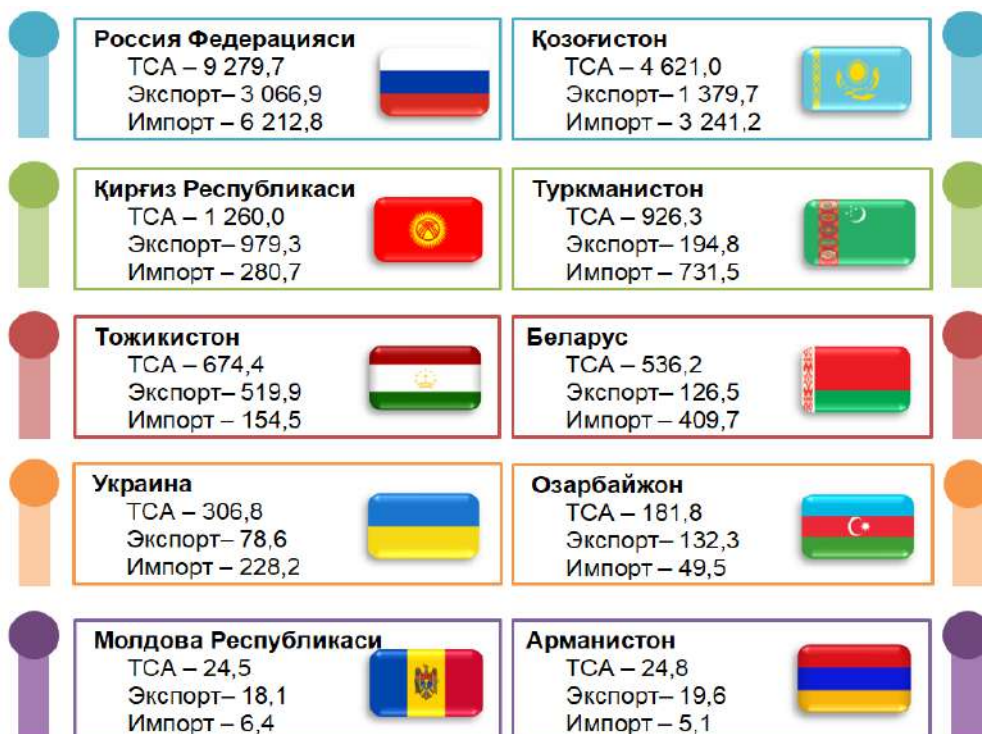 Россия Федерацияси
ТСА – 9 279,7
Экспорт– 3 066,9
Импорт – 6 212,8
Қозоғистон
ТСА – 4 621,0
Экспорт– 1 379,7
Импорт – 3 241,2
Қирғиз Республикаси
ТСА – 1 260,0
Экспорт– 979,3
Импорт – 280,7
Туркманистон
ТСА – 926,3
Экспорт– 194,8
Импорт – 731,5
Тожикистон
ТСА – 674,4
Экспорт– 519,9
Импорт – 154,5
Беларус
ТСА – 536,2
Экспорт– 126,5
Импорт – 409,7
Украина
ТСА – 306,8
Экспорт– 78,6
Импорт – 228,2
Озарбайжон
ТСА – 181,8
Экспорт– 132,3
Импорт – 49,5
Молдова Республикаси
ТСА – 24,5
Экспорт– 18,1
Импорт – 6,4
Арманистон
ТСА – 24,8
Экспорт– 19,6
Импорт – 5,1